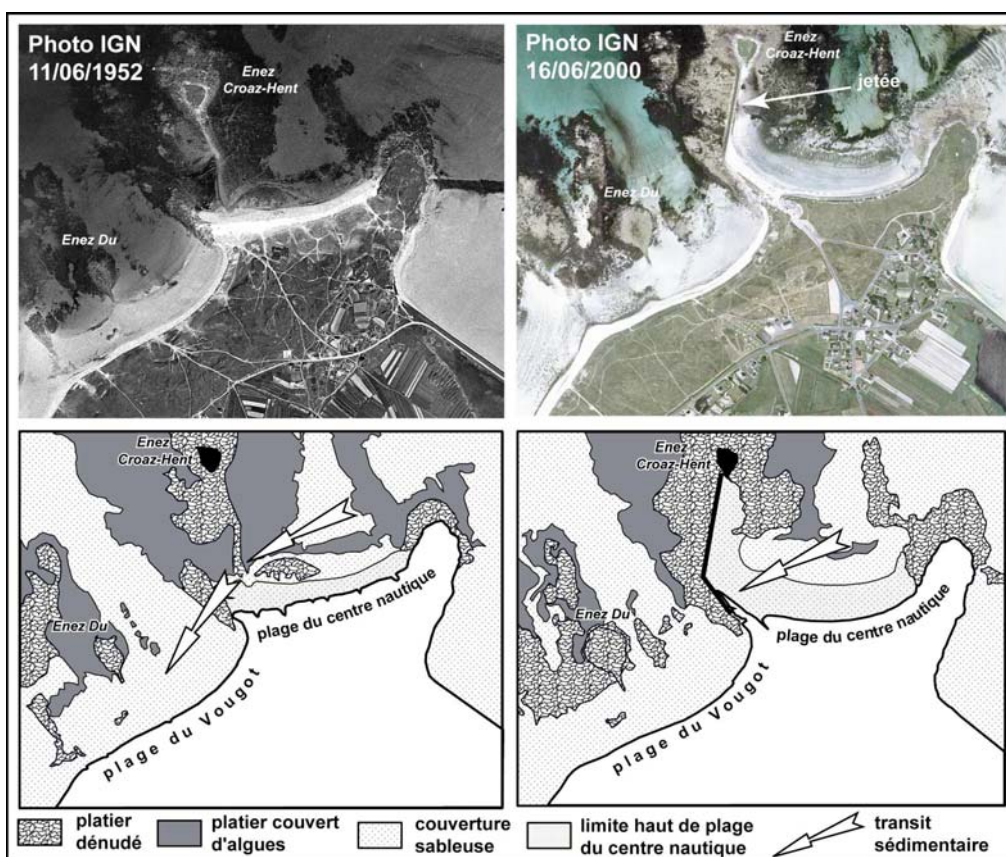 Photo IGN
11/06/1952
Enez
Croaz-Hent
Enez Du
Photo IGN
16/06/2000
Enez
Croaz-Hent
jetée
Enez Du
Enez
Croaz-Hent
Enez Du
plage du centre nautique
plage du Vougot
Enez
Croaz-Hent
Enez Du
plage du centre nautique
plage du Vougot
platier
dénudé
platier couvert
d'algues
couverture
sableuse
limite haut de plage
du centre nautique
transit
sédimentaire